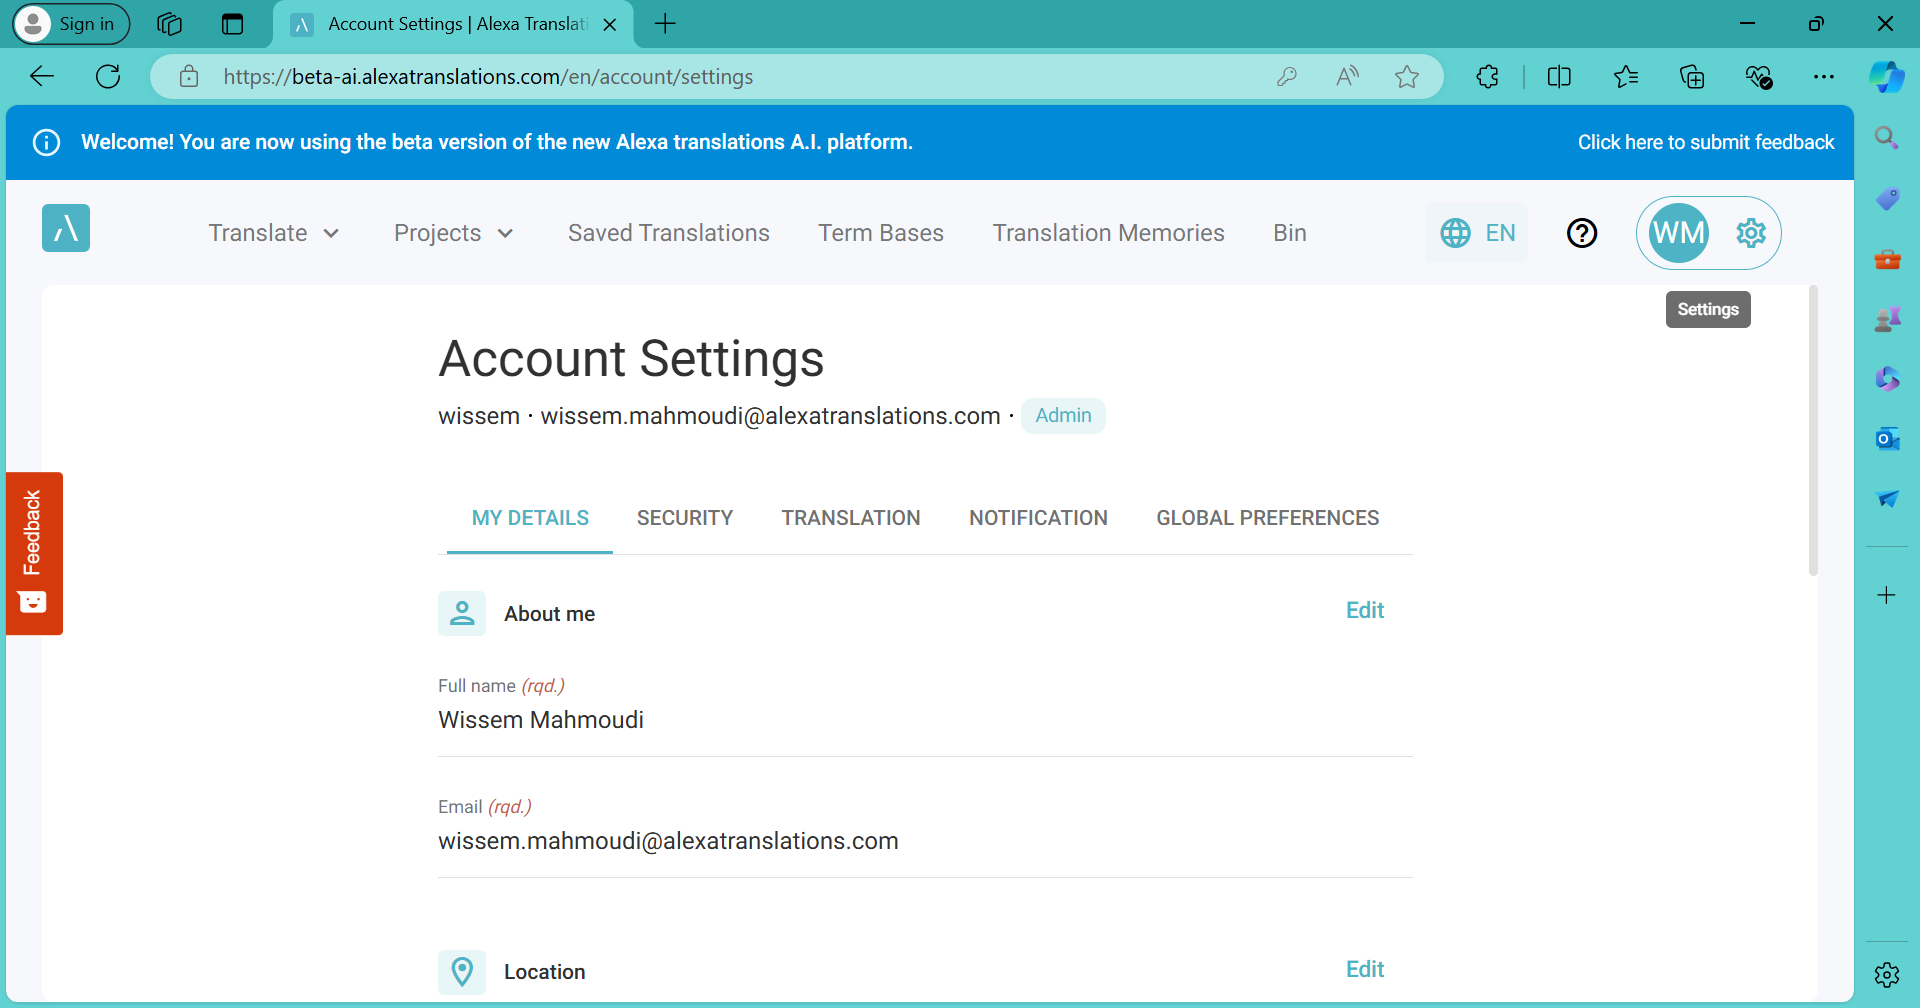 Sign in
Account Settings | Alexa Translati
https://beta-ai.alexatranslations.com/en/account/settings
Welcome! You are now using the beta version of the new Alexa translations A.I. platform.
Click here to submit feedback
Translate
Projects
Saved Translations
Term Bases
Translation Memories
Bin
EN
WM
Settings
Account Settings
wissem · wissem.mahmoudi@alexatranslations.com · Admin
Feedback
MY DETAILS
SECURITY
TRANSLATION
NOTIFICATION
GLOBAL PREFERENCES
About me
Edit
Full name (rqd.)
Wissem Mahmoudi
Email (rqd.)
wissem.mahmoudi@alexatranslations.com
Location
Edit